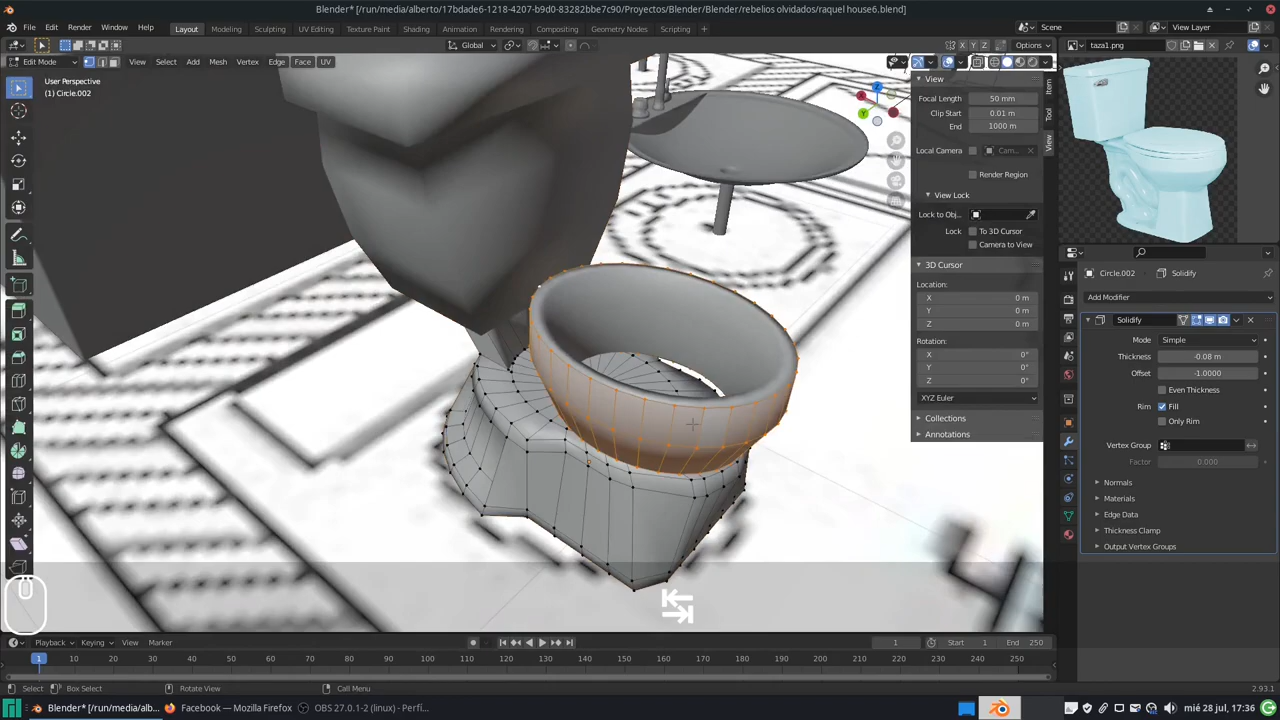 Blender* [/run/media/alberto/17bdade6-1218-4207-b9d0-83282bbe7c90/Proyectos/Blender/Blender/rebelios olvidados/raquel house6.blend]
File Edit Render Window Help Layout Modeling Sculpting UV Editing Texture Paint Shading Animation Rendering Compositing Geometry Nodes Scripting Scene View Layer
Global X Y Z Options taza1.png
Edit Mode View Select Add Mesh Vertex Edge Face UV
User Perspective
(1) Circle.002
View
Focal Length 50 mm
Clip Start 0.01 m
End 1000 m
Local Camera Cam...
Render Region
View Lock
Lock to Obj...
Lock To 3D Cursor
Camera to View
3D Cursor
Location:
X 0 m
Y 0 m
Z 0 m
Rotation:
X 0°
Y 0°
Z 0°
XYZ Euler
Collections
Annotations
Item
Tool
View
Circle.002 Solidify
Add Modifier
Solidify
Mode Simple
Thickness -0.08 m
Offset -1.0000
Even Thickness
Rim Fill
Only Rim
Vertex Group
Factor 0.000
Normals
Materials
Edge Data
Thickness Clamp
Output Vertex Groups
Playback Keying View Marker 1 Start 1 End 250
1 10 20 30 40 50 60 70 80 90 100 110 120 130 140 150 160 170 180 190 200 210 220 230 240 250
Select Box Select Rotate View Call Menu 2.93.1
Blender* [/run/media/alb... Facebook — Mozilla Firefox OBS 27.0.1-2 (linux) - Perfi... mié 28 jul, 17:36